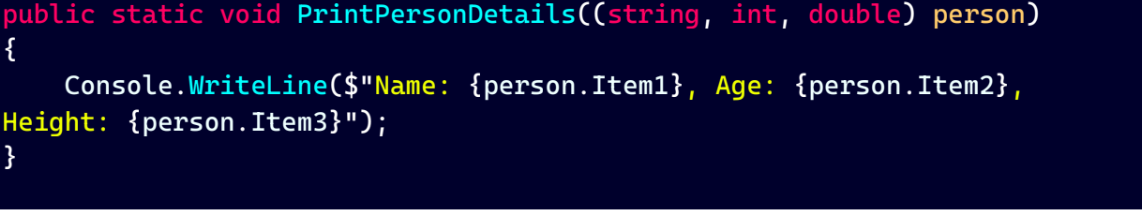 public static void PrintPersonDetails((string, int, double) person)
{
    Console.WriteLine($"Name: {person.Item1}, Age: {person.Item2},
Height: {person.Item3}");
}